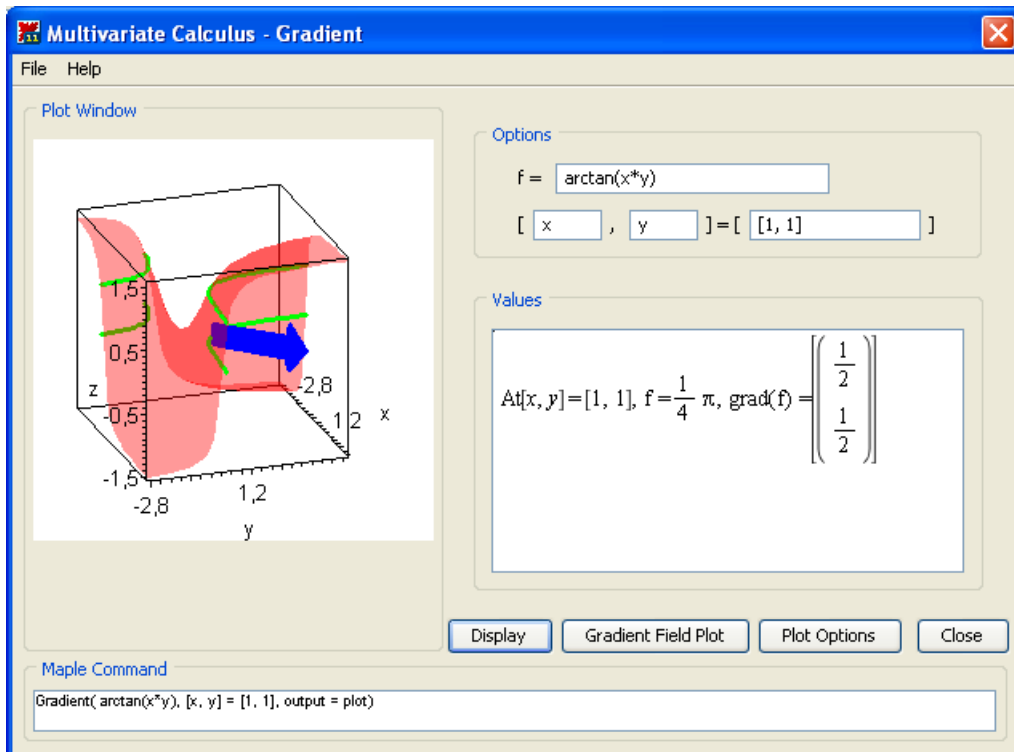 Multivariate Calculus - Gradient
File Help
Plot Window
1,5
0,5
z
-0,5
-1,5
-2,8
1,2
y
-2,8
1,2
x
Options
f = arctan(x*y)
[ x , y ] = [ [1, 1] ]
Values
At[x, y]=[1, 1], f=1/4 π, grad(f) =[(1/2 1/2)]
Display
Gradient Field Plot
Plot Options
Close
Maple Command
Gradient( arctan(x*y), [x, y] = [1, 1], output = plot)